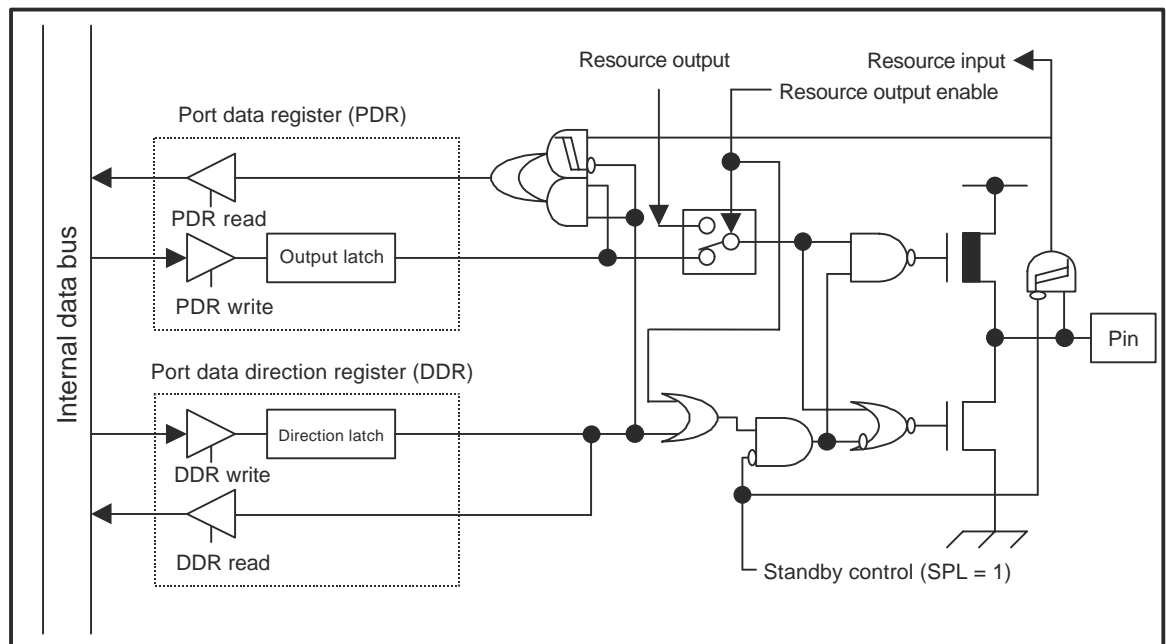 Resource output
Resource input
Resource output enable
Port data register (PDR)
PDR read
Output latch
PDR write
Internal data bus
Pin
Port data direction register (DDR)
Direction latch
DDR write
DDR read
Standby control (SPL = 1)